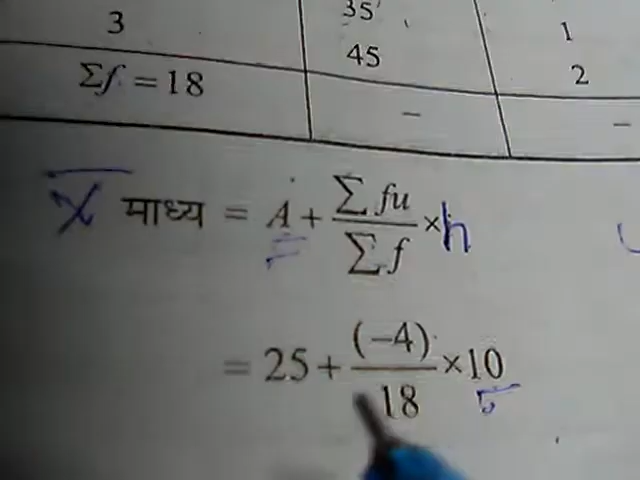 3 35 1
45 2
Σf = 18 – –
X̅ माध्य = A + Σfu / Σf × h
= 25 + (−4) / 18 × 10